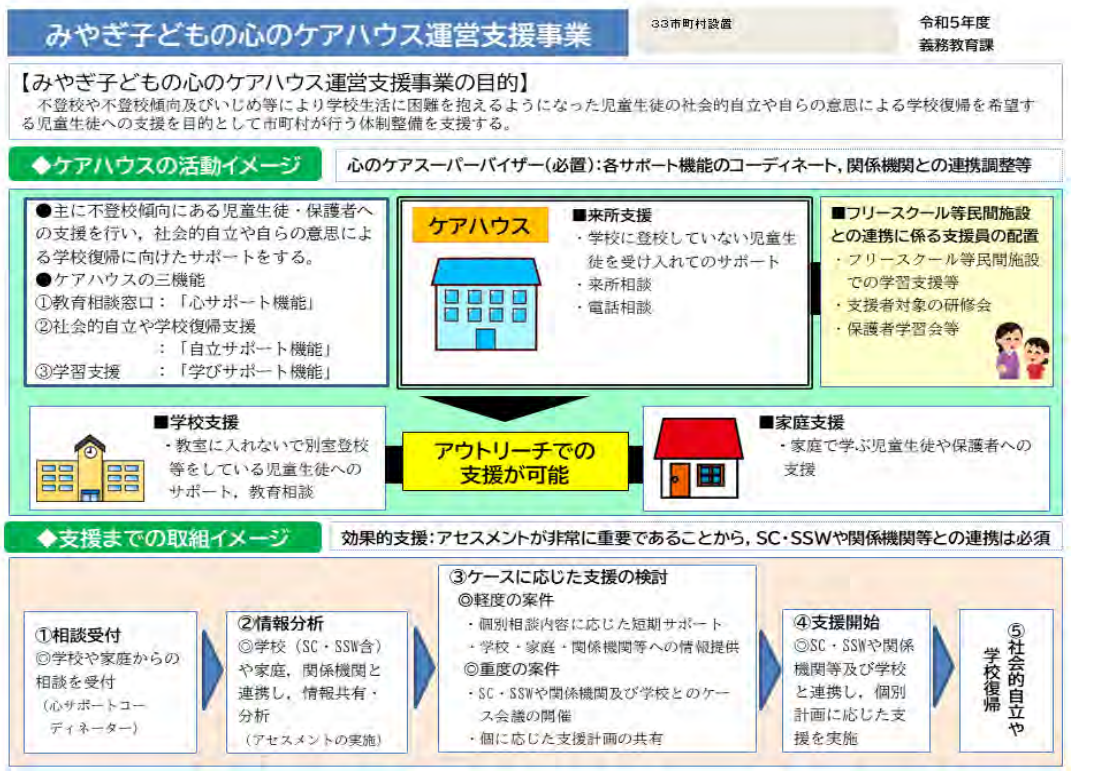 みやぎ子どもの心のケアハウス運営支援事業
33市町村設置
令和5年度
義務教育課
【みやぎ子どもの心のケアハウス運営支援事業の目的】
不登校や不登校傾向及びいじめ等により学校生活に困難を抱えるようになった児童生徒の社会的自立や自らの意思による学校復帰を希望す
る児童生徒への支援を目的として市町村が行う体制整備を支援する。
◆ケアハウスの活動イメージ
心のケアスーパーバイザー(必置):各サポート機能のコーディネート,関係機関との連携調整等
●主に不登校傾向にある児童生徒・保護者へ
の支援を行い,社会的自立や自らの意思によ
る学校復帰に向けたサポートをする。
●ケアハウスの三機能
①教育相談窓口:「心サポート機能」
②社会的自立や学校復帰支援
:「自立サポート機能」
③学習支援 :「学びサポート機能」
ケアハウス
■来所支援
・学校に登校していない児童生
徒を受け入れてのサポート
・来所相談
・電話相談
■フリースクール等民間施設
との連携に係る支援員の配置
・フリースクール等民間施設
での学習支援等
・支援者対象の研修会
・保護者学習会等
■学校支援
・教室に入れないで別室登校
等をしている児童生徒への
サポート,教育相談
アウトリーチでの
支援が可能
■家庭支援
・家庭で学ぶ児童生徒や保護者への
支援
◆支援までの取組イメージ
効果的支援:アセスメントが非常に重要であることから,SC・SSWや関係機関等との連携は必須
①相談受付
◎学校や家庭からの
相談を受付
(心サポートコー
ディネーター)
②情報分析
◎学校(SC・SSW含)
や家庭,関係機関と
連携し,情報共有・
分析
(アセスメントの実施)
③ケースに応じた支援の検討
◎軽度の案件
・個別相談内容に応じた短期サポート
・学校・家庭・関係機関等への情報提供
◎重度の案件
・SC・SSWや関係機関及び学校とのケー
ス会議の開催
・個に応じた支援計画の共有
④支援開始
◎SC・SSWや関係
機関等及び学校
と連携し,個別
計画に応じた支
援を実施
⑤社会的自立や
学校復帰